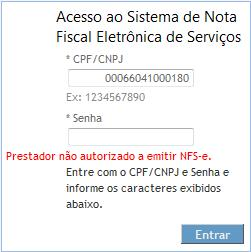 Acesso ao Sistema de Nota
Fiscal Eletrônica de Serviços
* CPF/CNPJ
00066041000180
Ex: 1234567890
* Senha
Prestador não autorizado a emitir NFS-e.
Entre com o CPF/CNPJ e Senha e
informe os caracteres exibidos
abaixo.
Entrar